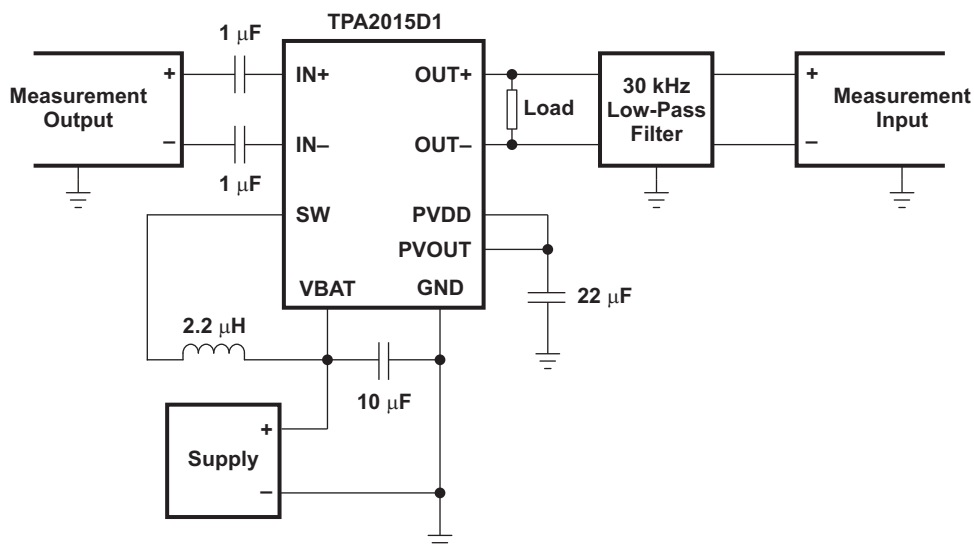 TPA2015D1
1 μF
+
IN+
OUT+
+
Measurement
Output
Load
30 kHz
Low-Pass
Filter
Measurement
Input
–
IN–
OUT–
–
1 μF
SW
PVDD
PVOUT
VBAT
GND
22 μF
2.2 μH
10 μF
+
Supply
–